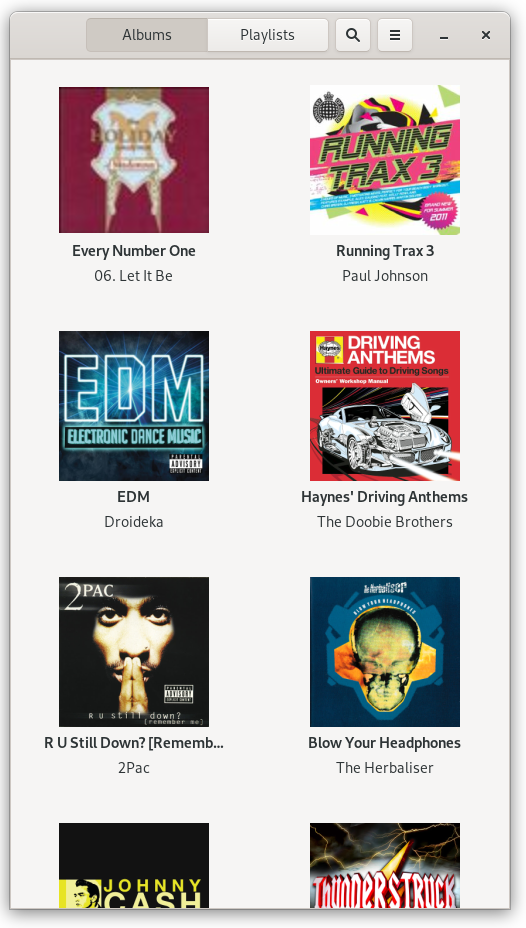 Albums
Playlists
HOLIDAY
Madonna
Every Number One
06. Let It Be
RUNNING
TRAX 3
BRAND NEW
FOR SUMMER
2011
Running Trax 3
Paul Johnson
EDM
ELECTRONIC DANCE MUSIC
PARENTAL
ADVISORY
EXPLICIT CONTENT
EDM
Droideka
Haynes
DRIVING
ANTHEMS
Ultimate Guide to Driving Songs
Owners' Workshop Manual
Haynes' Driving Anthems
The Doobie Brothers
2PAC
PARENTAL
ADVISORY
EXPLICIT CONTENT
R U still down?
[remember me]
R U Still Down? [Rememb...
2Pac
The Herbaliser
BLOW YOUR HEADPHONES
Blow Your Headphones
The Herbaliser
JOHNNY
CASH
THUNDERSTRUCK